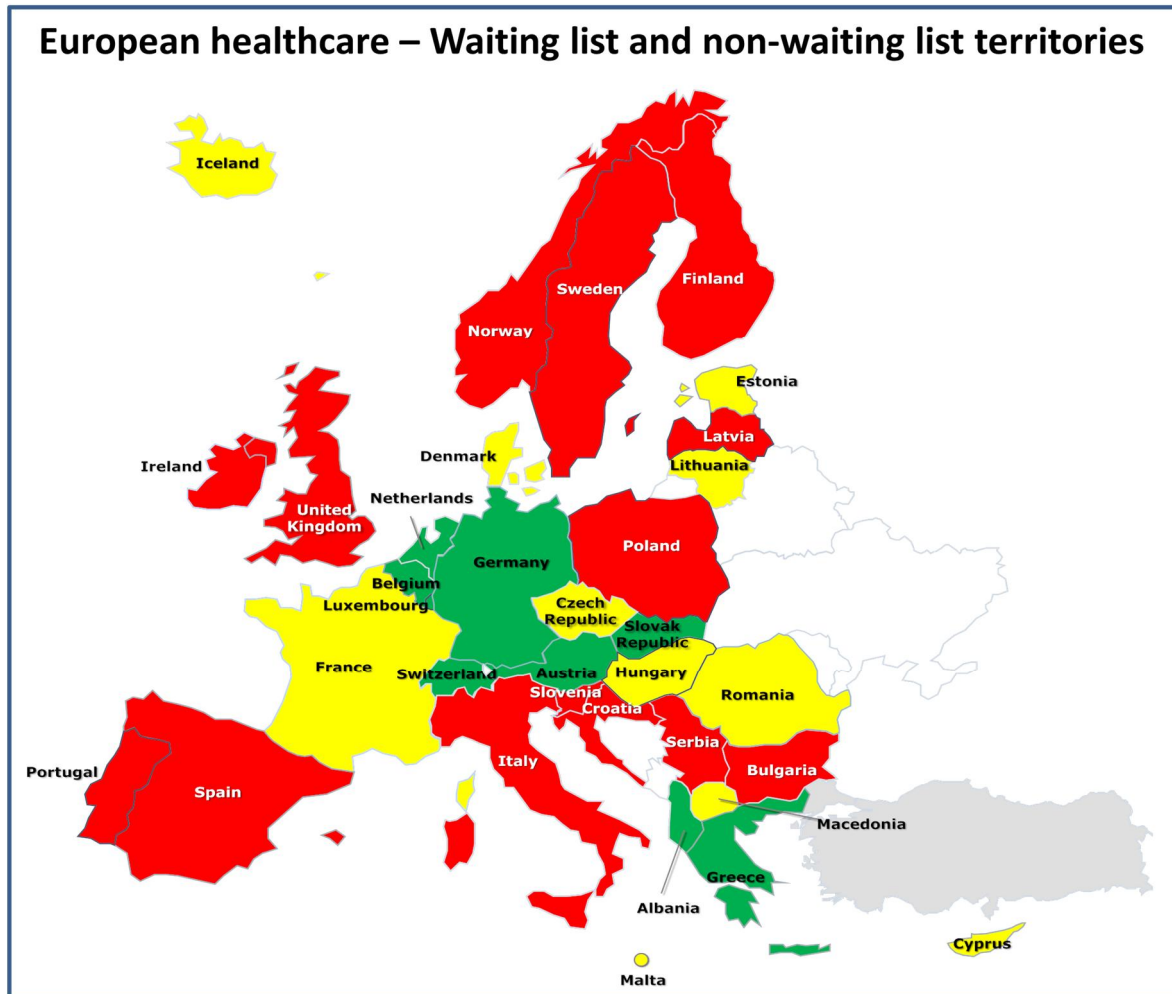 European healthcare – Waiting list and non-waiting list territories
Iceland
Finland
Sweden
Norway
Estonia
Latvia
Denmark
Ireland
Lithuania
Netherlands
United
Kingdom
Poland
Germany
Belgium
Luxembourg
Czech
Republic
Slovak
Republic
France
Switzerland
Austria
Hungary
Slovenia
Romania
Croatia
Serbia
Italy
Bulgaria
Portugal
Spain
Macedonia
Greece
Albania
Cyprus
Malta